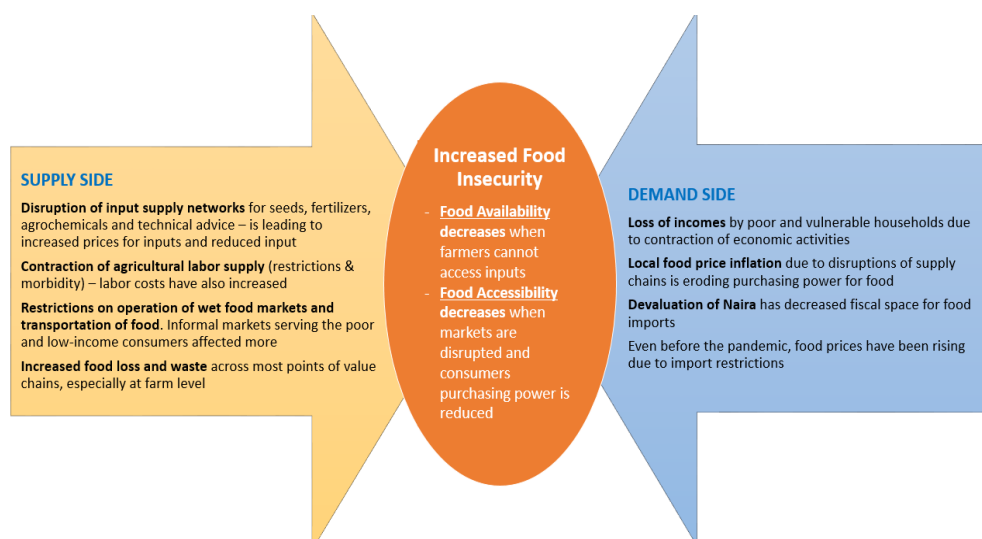 SUPPLY SIDE
Disruption of input supply networks for seeds, fertilizers,
agrochemicals and technical advice – is leading to
increased prices for inputs and reduced input
Contraction of agricultural labor supply (restrictions &
morbidity) – labor costs have also increased
Restrictions on operation of wet food markets and
transportation of food. Informal markets serving the poor
and low-income consumers affected more
Increased food loss and waste across most points of value
chains, especially at farm level
Increased Food
Insecurity
- Food Availability
decreases when
farmers cannot
access inputs
- Food Accessibility
decreases when
markets are
disrupted and
consumers
purchasing power is
reduced
DEMAND SIDE
Loss of incomes by poor and vulnerable households due
to contraction of economic activities
Local food price inflation due to disruptions of supply
chains is eroding purchasing power for food
Devaluation of Naira has decreased fiscal space for food
imports
Even before the pandemic, food prices have been rising
due to import restrictions